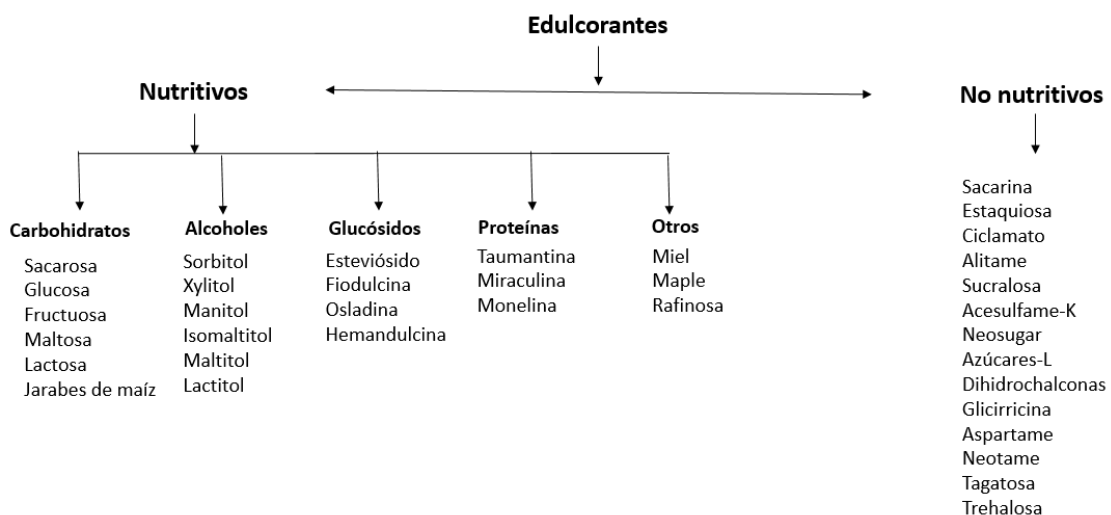 Edulcorantes
Nutritivos
No nutritivos
Carbohidratos
Sacarosa
Glucosa
Fructuosa
Maltosa
Lactosa
Jarabes de maíz
Alcoholes
Sorbitol
Xylitol
Manitol
Isomaltitol
Maltitol
Lactitol
Glucósidos
Esteviósido
Fiodulcina
Osladina
Hemandulcina
Proteínas
Taumantina
Miraculina
Monelina
Otros
Miel
Maple
Rafinosa
Sacarina
Estaquiosa
Ciclamato
Alitame
Sucralosa
Acesulfame-K
Neosugar
Azúcares-L
Dihidrochalconas
Glicirricina
Aspartame
Neotame
Tagatosa
Trehalosa